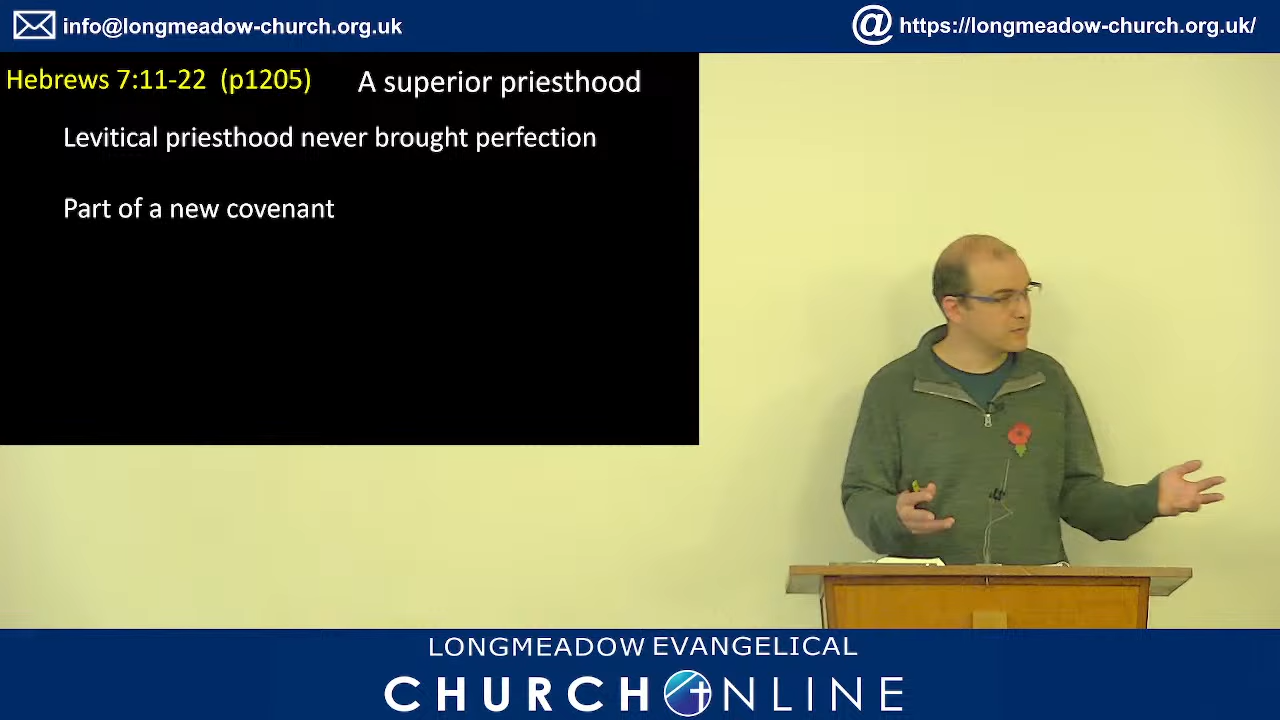 info@longmeadow-church.org.uk
@ https://longmeadow-church.org.uk/
Hebrews 7:11-22 (p1205) A superior priesthood
Levitical priesthood never brought perfection
Part of a new covenant
LONGMEADOW EVANGELICAL
CHURCH ONLINE